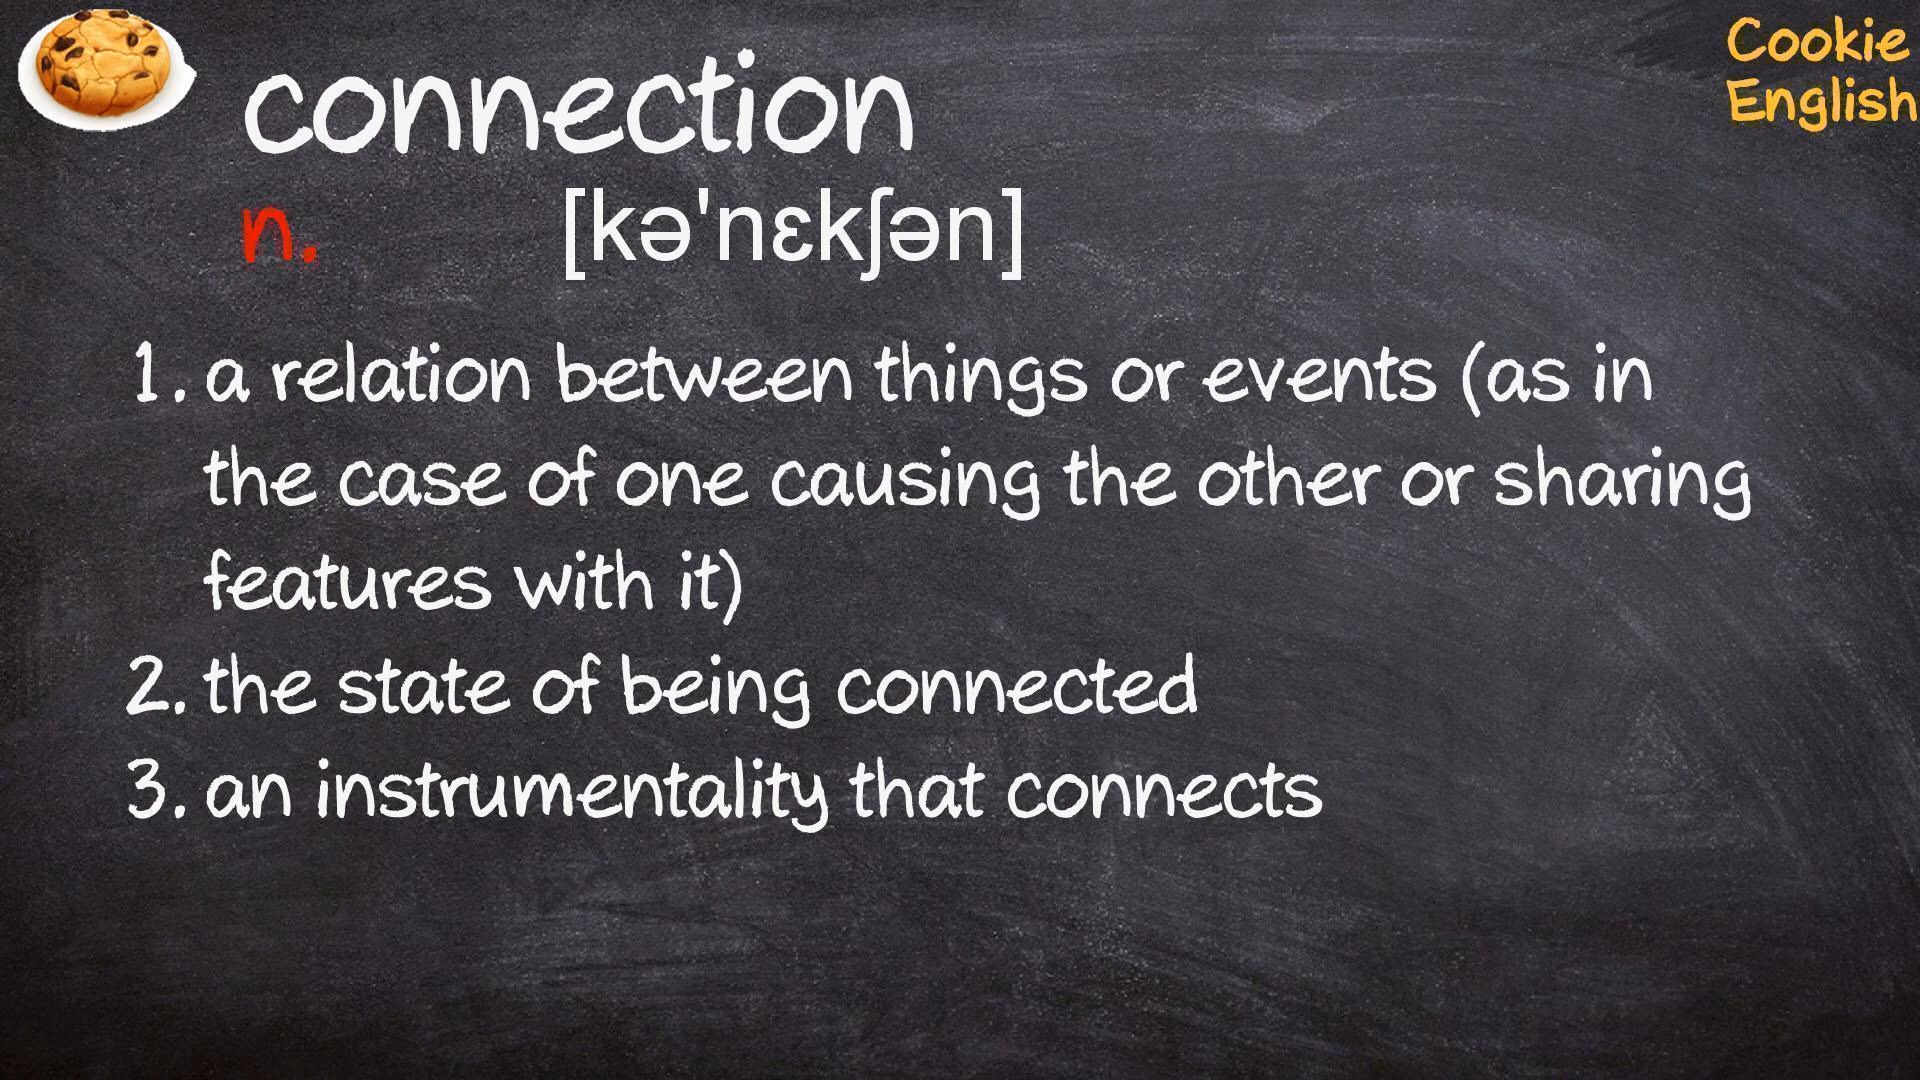 Cookie
English
connection
n. [kə'nɛkʃən]
1. a relation between things or events (as in
the case of one causing the other or sharing
features with it)
2. the state of being connected
3. an instrumentality that connects